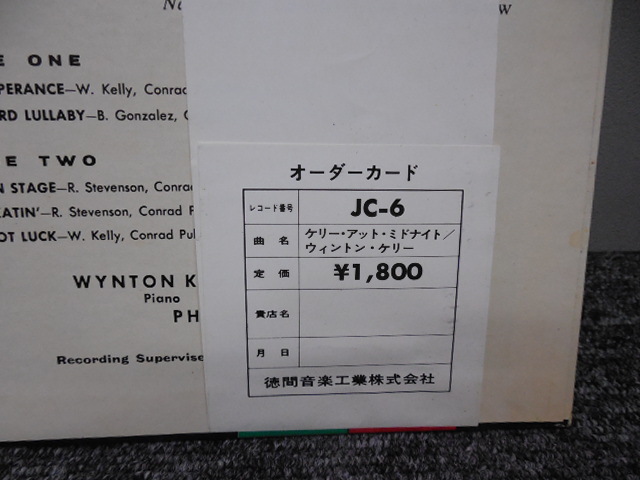 ONE
PERANCE—W. Kelly, Conrad
RD LULLABY—B. Gonzalez,
TWO
N STAGE—R. Stevenson, Conrad
ATIN'—R. Stevenson, Conrad P
OT LUCK—W. Kelly, Conrad Pu
WYNTON K
Piano
PH
Recording Supervise
オーダーカード
レコード番号 JC-6
曲名 ケリー・アット・ミドナイト／
ウィントン・ケリー
定価 ¥1,800
貴店名
月日
徳間音楽工業株式会社